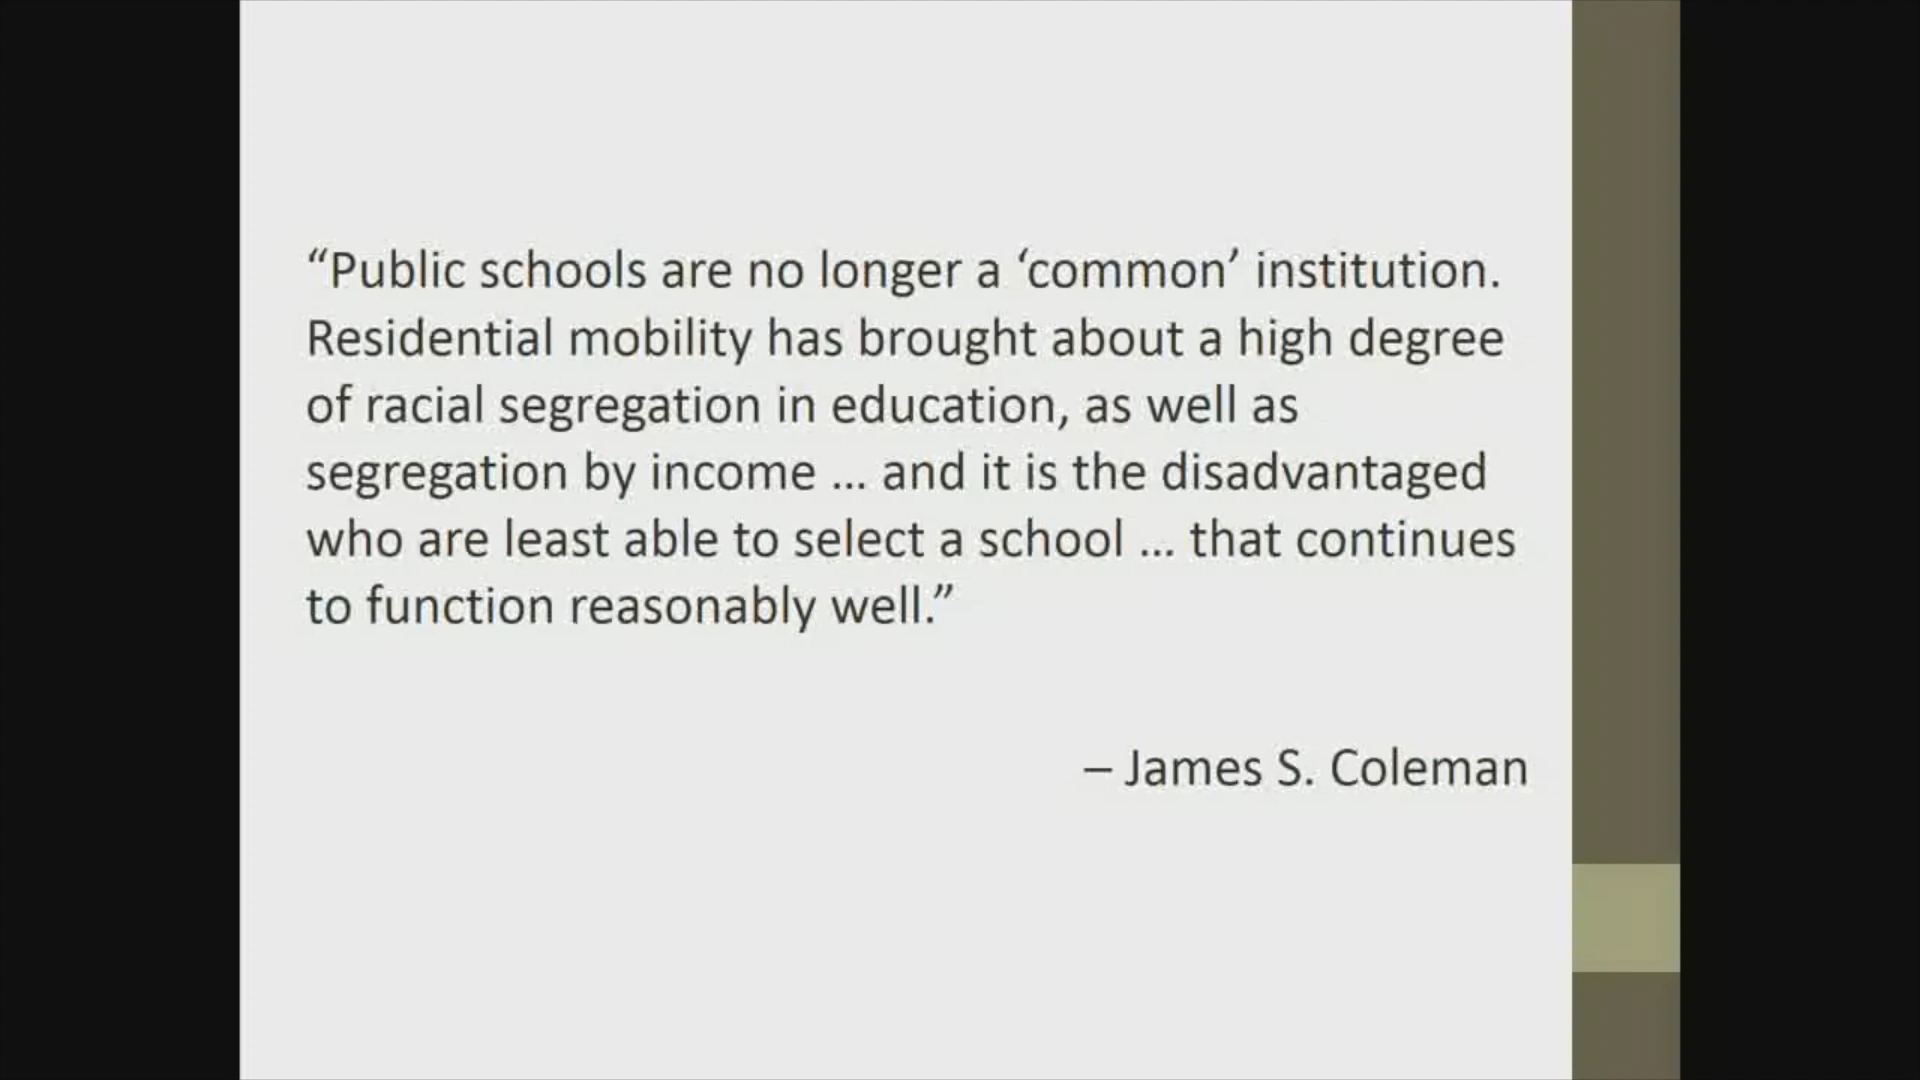 “Public schools are no longer a ‘common’ institution.
Residential mobility has brought about a high degree
of racial segregation in education, as well as
segregation by income ... and it is the disadvantaged
who are least able to select a school ... that continues
to function reasonably well.”
– James S. Coleman